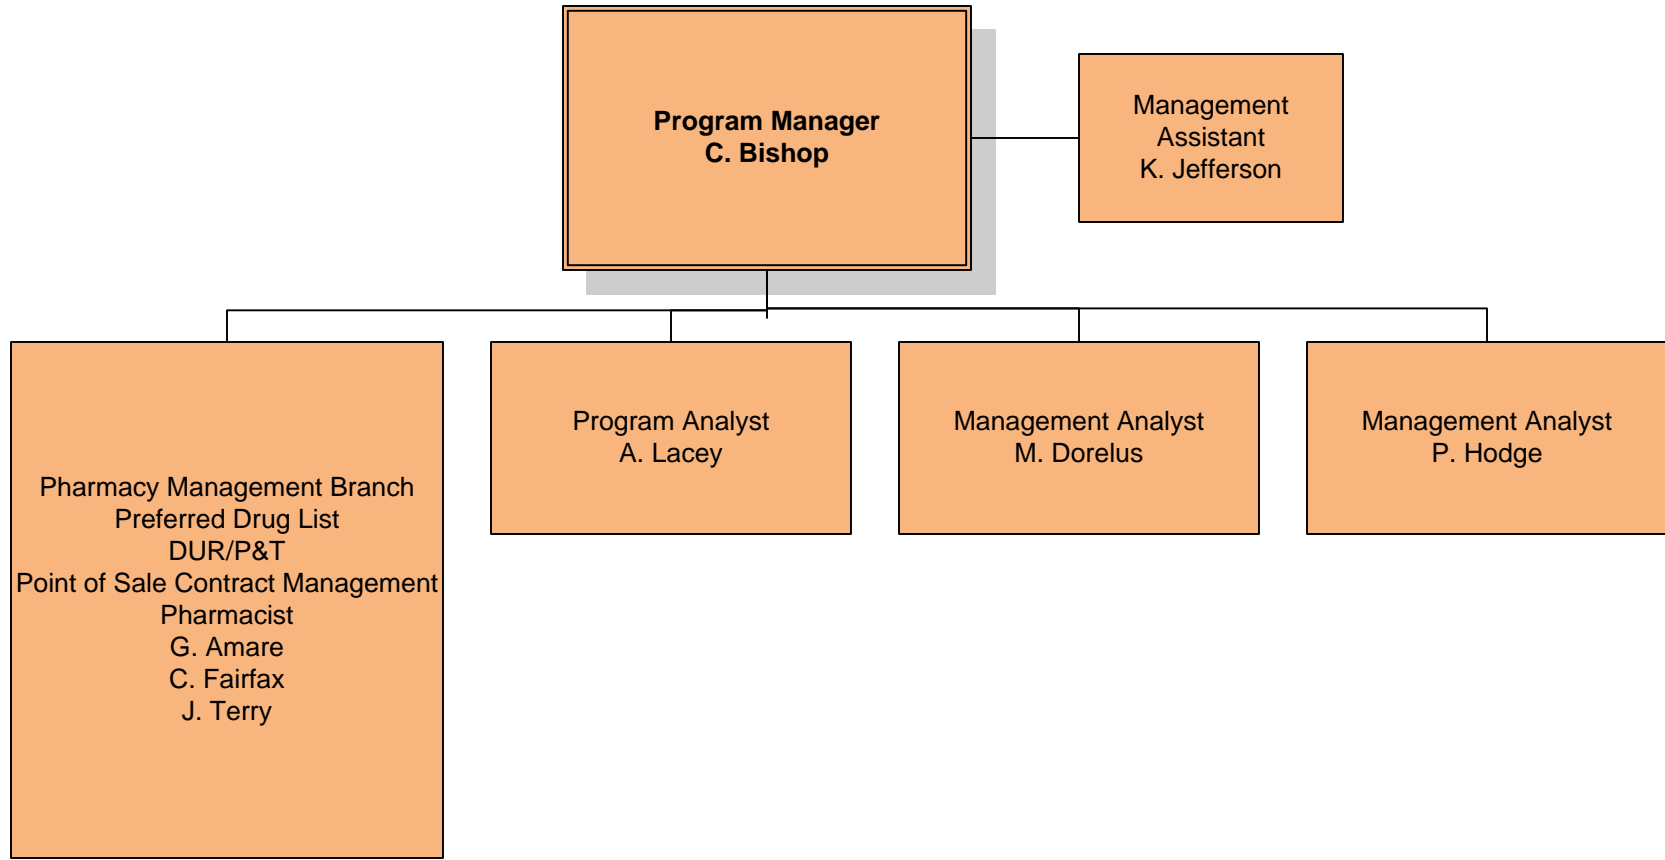 Program Manager
C. Bishop
Management
Assistant
K. Jefferson
Pharmacy Management Branch
Preferred Drug List
DUR/P&T
Point of Sale Contract Management
Pharmacist
G. Amare
C. Fairfax
J. Terry
Program Analyst
A. Lacey
Management Analyst
M. Dorelus
Management Analyst
P. Hodge